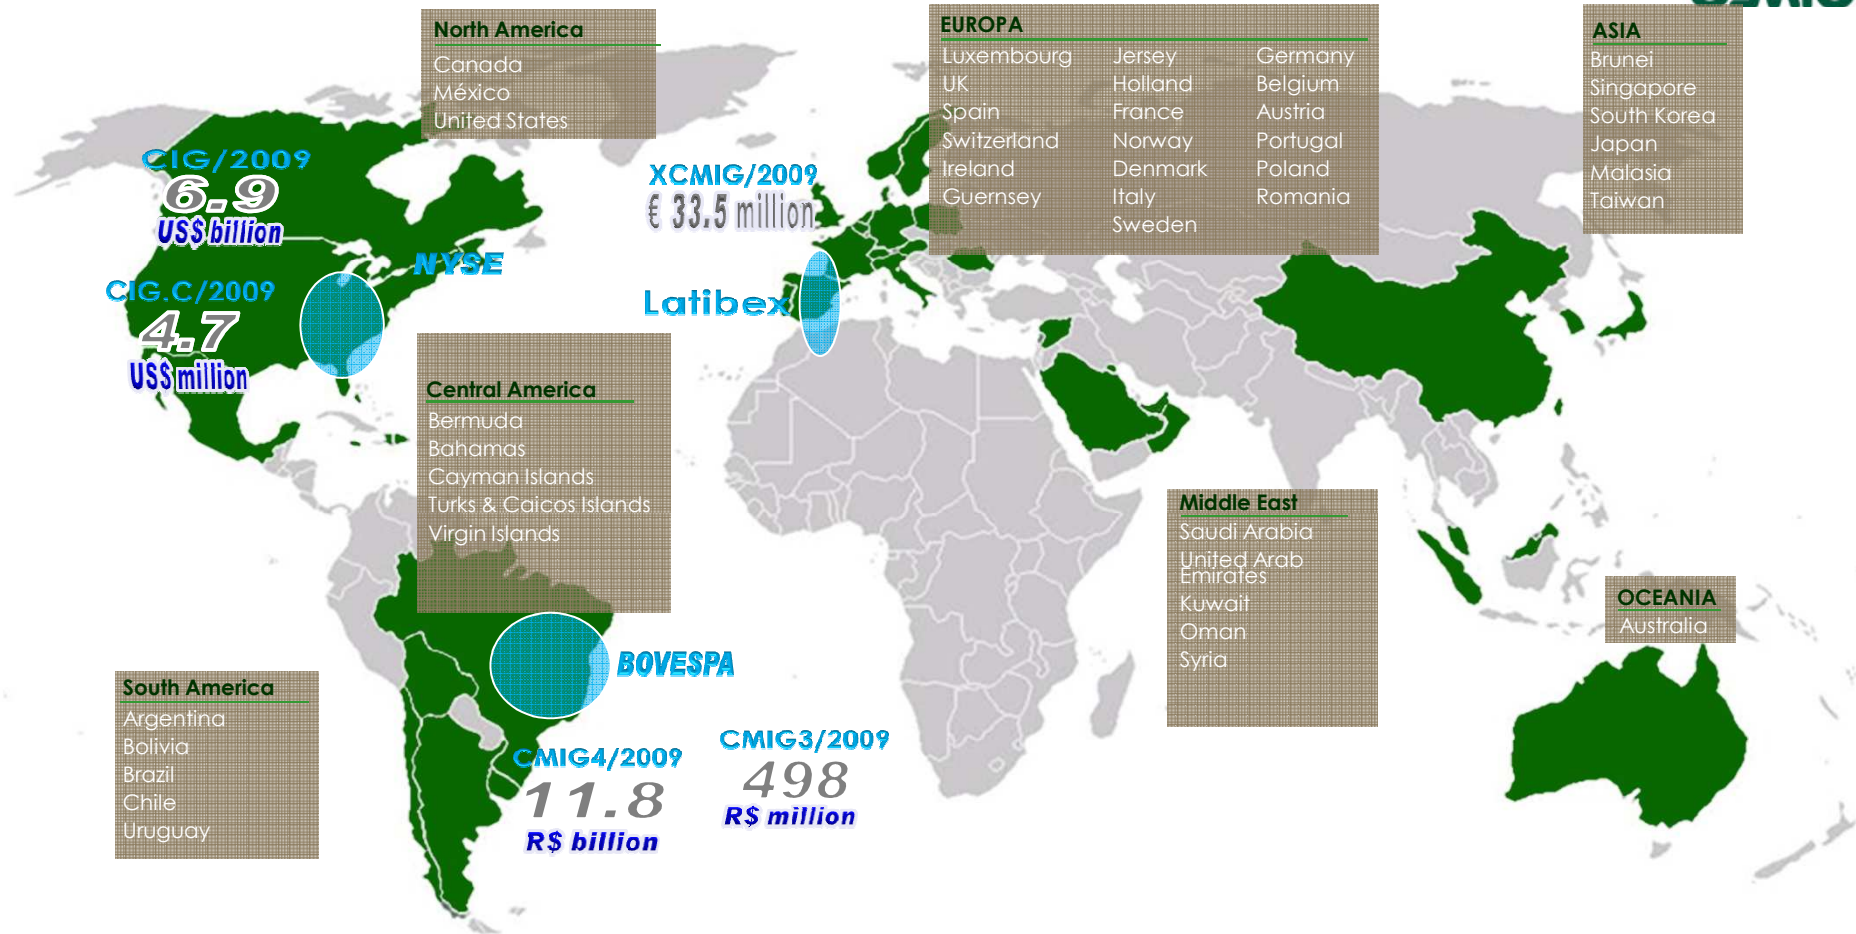 North America
Canada
México
United States
EUROPA
Luxembourg
UK
Spain
Switzerland
Ireland
Guernsey
Jersey
Holland
France
Norway
Denmark
Italy
Sweden
Germany
Belgium
Austria
Portugal
Poland
Romania
ASIA
Brunei
Singapore
South Korea
Japan
Malasia
Taiwan
CIG/2009
6.9
US$ billion
NYSE
CIG.C/2009
4.7
US$ million
XCMIG/2009
€ 33.5 million
Latibex
Central America
Bermuda
Bahamas
Cayman Islands
Turks & Caicos Islands
Virgin Islands
Middle East
Saudi Arabia
United Arab
Emirates
Kuwait
Oman
Syria
OCEANIA
Australia
BOVESPA
South America
Argentina
Bolivia
Brazil
Chile
Uruguay
CMIG4/2009
11.8
R$ billion
CMIG3/2009
498
R$ million